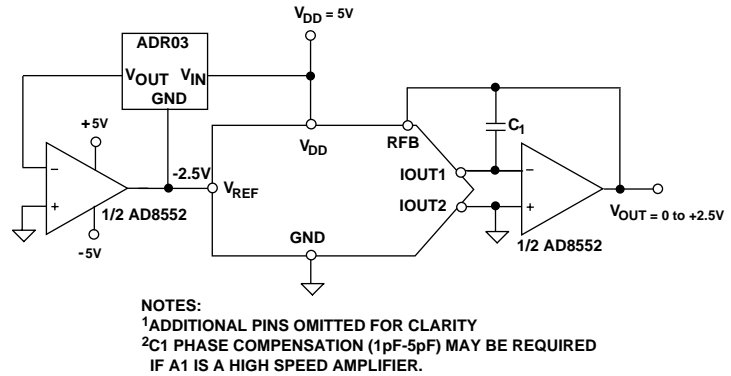 V_DD = 5V
ADR03
V_OUT V_IN
GND
+5V
C_1
V_DD
RFB
-2.5V
V_REF
IOUT1
IOUT2
1/2 AD8552
-5V
GND
V_OUT = 0 to +2.5V
1/2 AD8552
NOTES:
¹ADDITIONAL PINS OMITTED FOR CLARITY
²C1 PHASE COMPENSATION (1pF-5pF) MAY BE REQUIRED
IF A1 IS A HIGH SPEED AMPLIFIER.